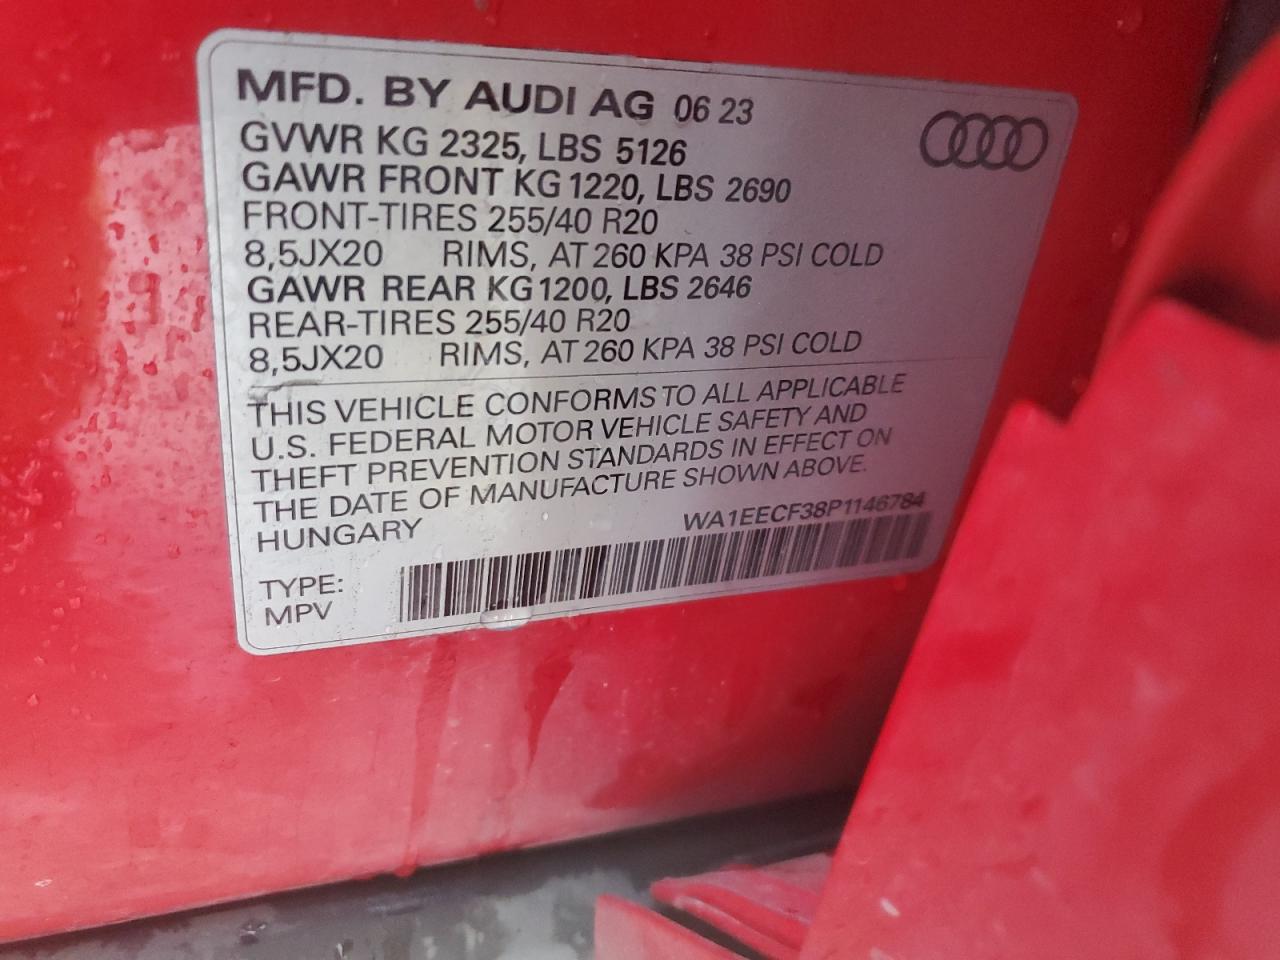 MFD. BY AUDI AG 06 23
GVWR KG 2325, LBS 5126
GAWR FRONT KG 1220, LBS 2690
FRONT-TIRES 255/40 R20
8,5JX20 RIMS, AT 260 KPA 38 PSI COLD
GAWR REAR KG 1200, LBS 2646
REAR-TIRES 255/40 R20
8,5JX20 RIMS, AT 260 KPA 38 PSI COLD
THIS VEHICLE CONFORMS TO ALL APPLICABLE
U.S. FEDERAL MOTOR VEHICLE SAFETY AND
THEFT PREVENTION STANDARDS IN EFFECT ON
THE DATE OF MANUFACTURE SHOWN ABOVE.
HUNGARY WA1EECF38P1146784
TYPE:
MPV